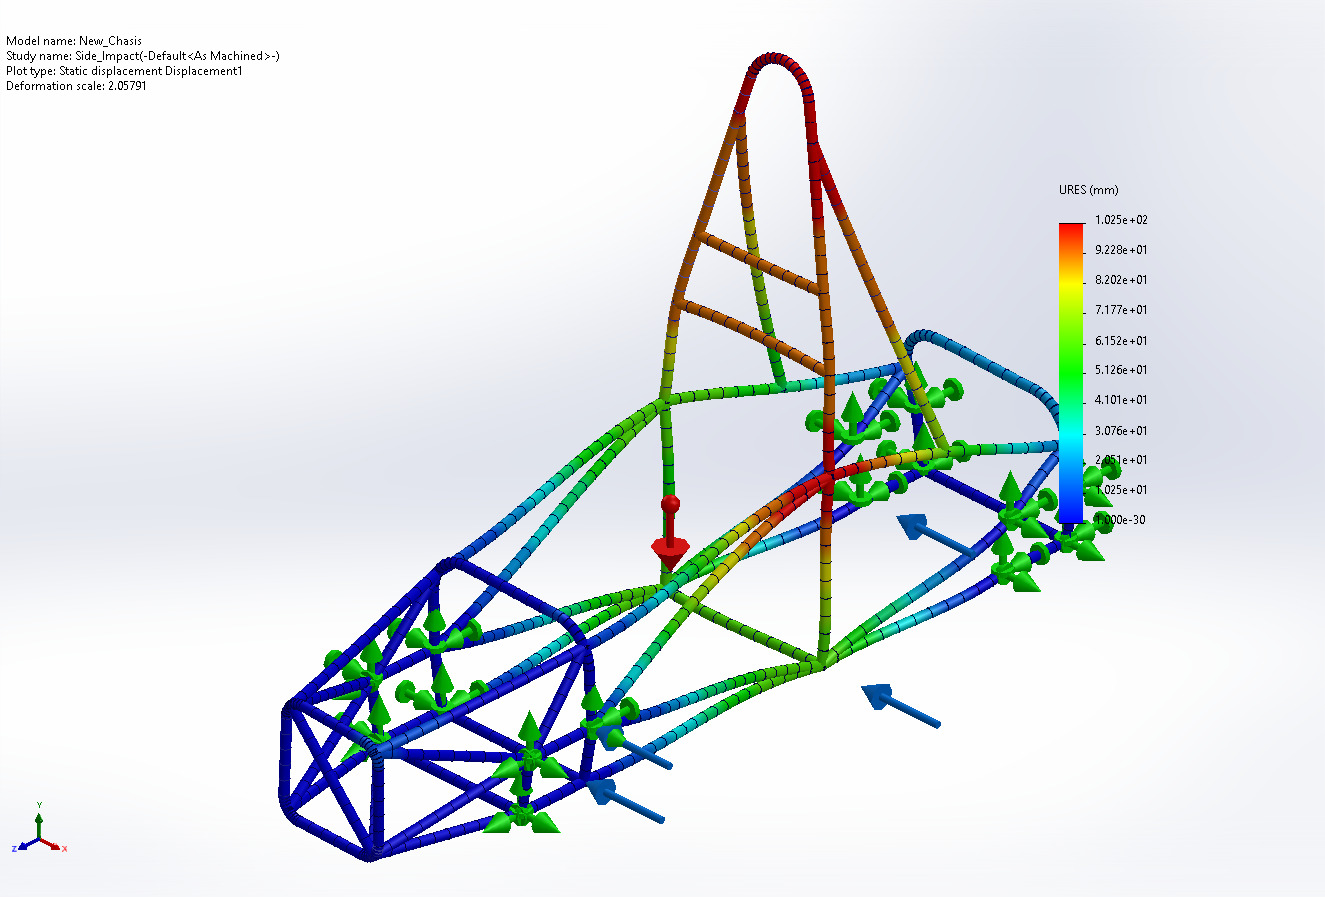 Model name: New_Chasis
Study name: Side_Impact(-Default<As Machined>-)
Plot type: Static displacement Displacement1
Deformation scale: 2.05791
URES (mm)
1.025e+02
9.228e+01
8.202e+01
7.177e+01
6.152e+01
5.126e+01
4.101e+01
3.076e+01
2.051e+01
1.025e+01
1.000e-30
Y
Z
X